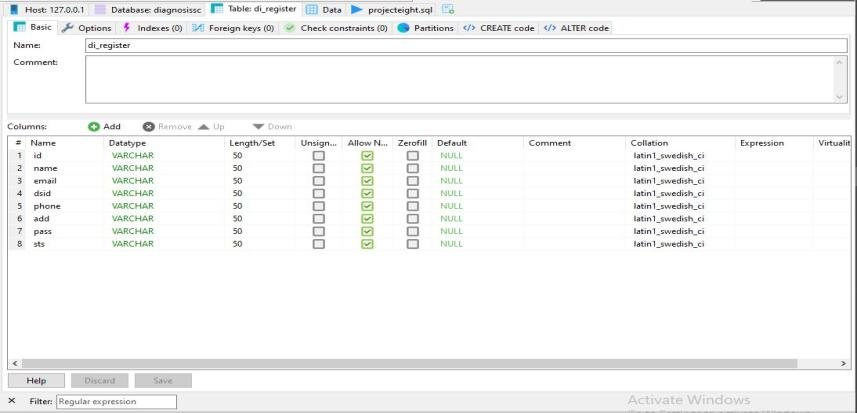 Host: 127.0.0.1 Database: diagnosissc Table: di_register Data projecteight.sql
Basic Options Indexes (0) Foreign keys (0) Check constraints (0) Partitions CREATE code ALTER code
Name: di_register
Comment:
Columns: Add Remove Up Down
# Name Datatype Length/Set Unsign... Allow N... Zerofill Default Comment Collation Expression Virtualit
1 id VARCHAR 50 NULL latin1_swedish_ci
2 name VARCHAR 50 NULL latin1_swedish_ci
3 email VARCHAR 50 NULL latin1_swedish_ci
4 dsid VARCHAR 50 NULL latin1_swedish_ci
5 phone VARCHAR 50 NULL latin1_swedish_ci
6 add VARCHAR 50 NULL latin1_swedish_ci
7 pass VARCHAR 50 NULL latin1_swedish_ci
8 sts VARCHAR 50 NULL latin1_swedish_ci
Help Discard Save
Filter: Regular expression
Activate Windows